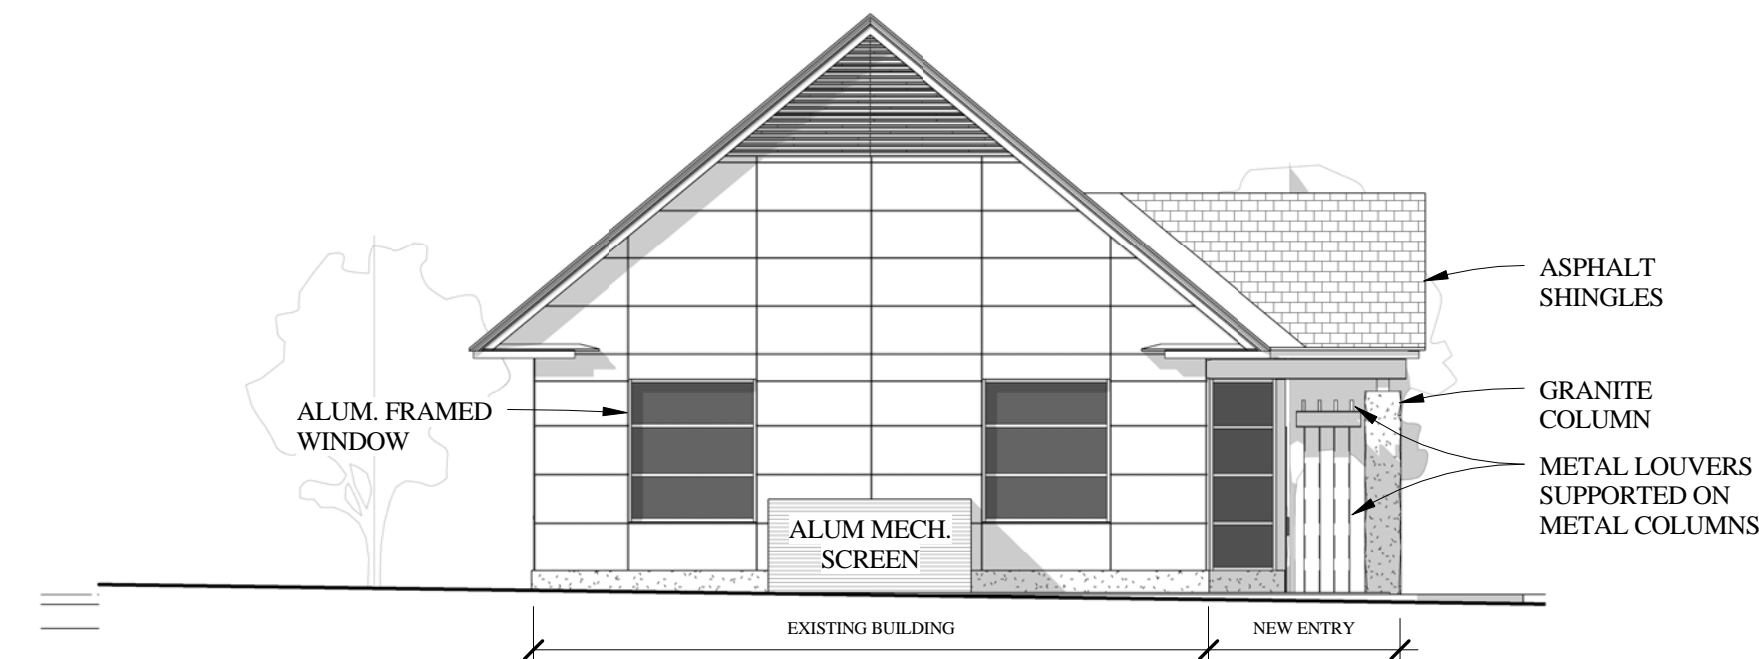 ASPHALT
SHINGLES
ALUM. FRAMED
WINDOW
GRANITE
COLUMN
METAL LOUVERS
SUPPORTED ON
METAL COLUMNS
ALUM MECH.
SCREEN
EXISTING BUILDING
NEW ENTRY